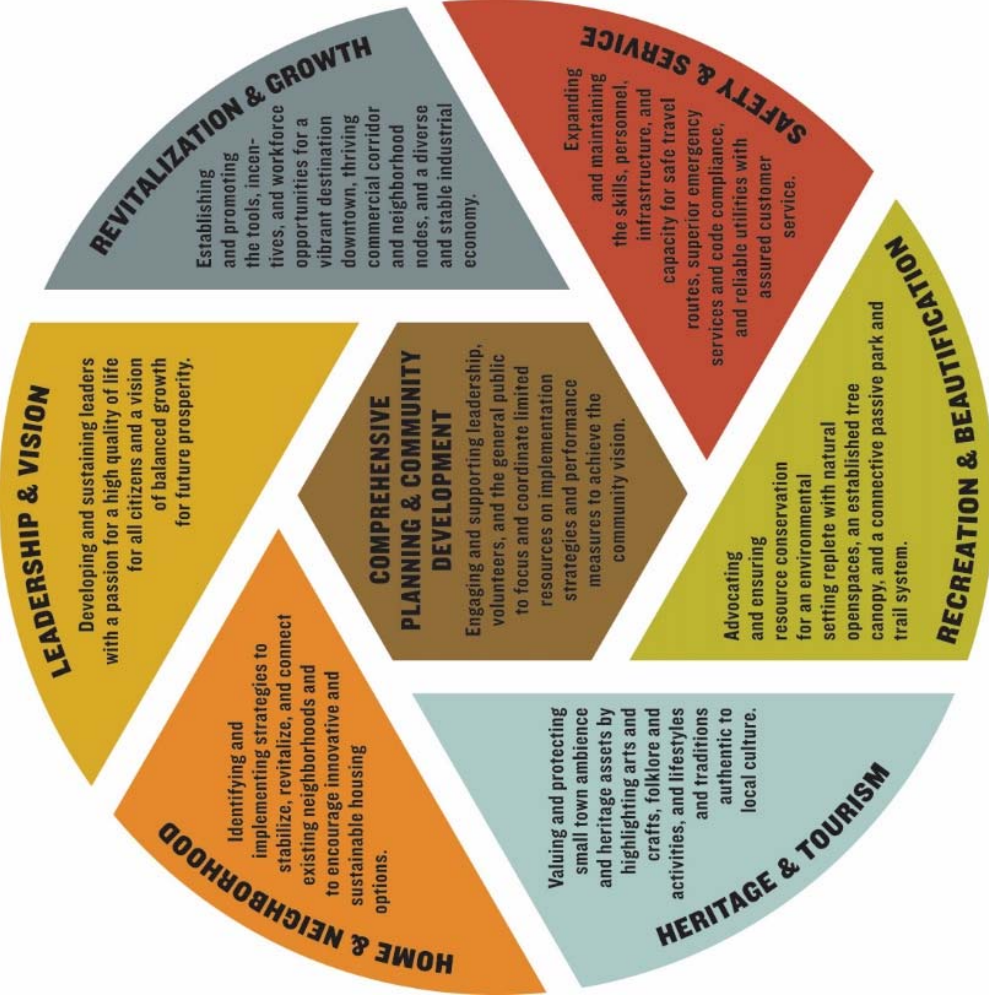 LEADERSHIP & VISION
Developing and sustaining leaders
with a passion for a high quality of life
for all citizens and a vision
of balanced growth
for future prosperity.
REVITALIZATION & GROWTH
Establishing
and promoting
the tools, incen-
tives, and workforce
opportunities for a
vibrant destination
downtown, thriving
commercial corridor
and neighborhood
nodes, and a diverse
and stable industrial
economy.
SAFETY & SERVICE
Expanding
and maintaining
the skills, personnel,
infrastructure, and
capacity for safe travel
routes, superior emergency
services and code compliance,
and reliable utilities with
assured customer
service.
RECREATION & BEAUTIFICATION
Advocating
and ensuring
resource conservation
for an environmental
setting replete with natural
openspaces, an established tree
canopy, and a connective passive park and
trail system.
HERITAGE & TOURISM
Valuing and protecting
small town ambience
and heritage assets by
highlighting arts and
crafts, folklore and
activities, and lifestyles
and traditions
authentic to
local culture.
HOME & NEIGHBORHOOD
Identifying and
implementing strategies to
stabilize, revitalize, and connect
existing neighborhoods and
to encourage innovative and
sustainable housing
options.
COMPREHENSIVE
PLANNING & COMMUNITY
DEVELOPMENT
Engaging and supporting leadership,
volunteers, and the general public
to focus and coordinate limited
resources on implementation
strategies and performance
measures to achieve the
community vision.